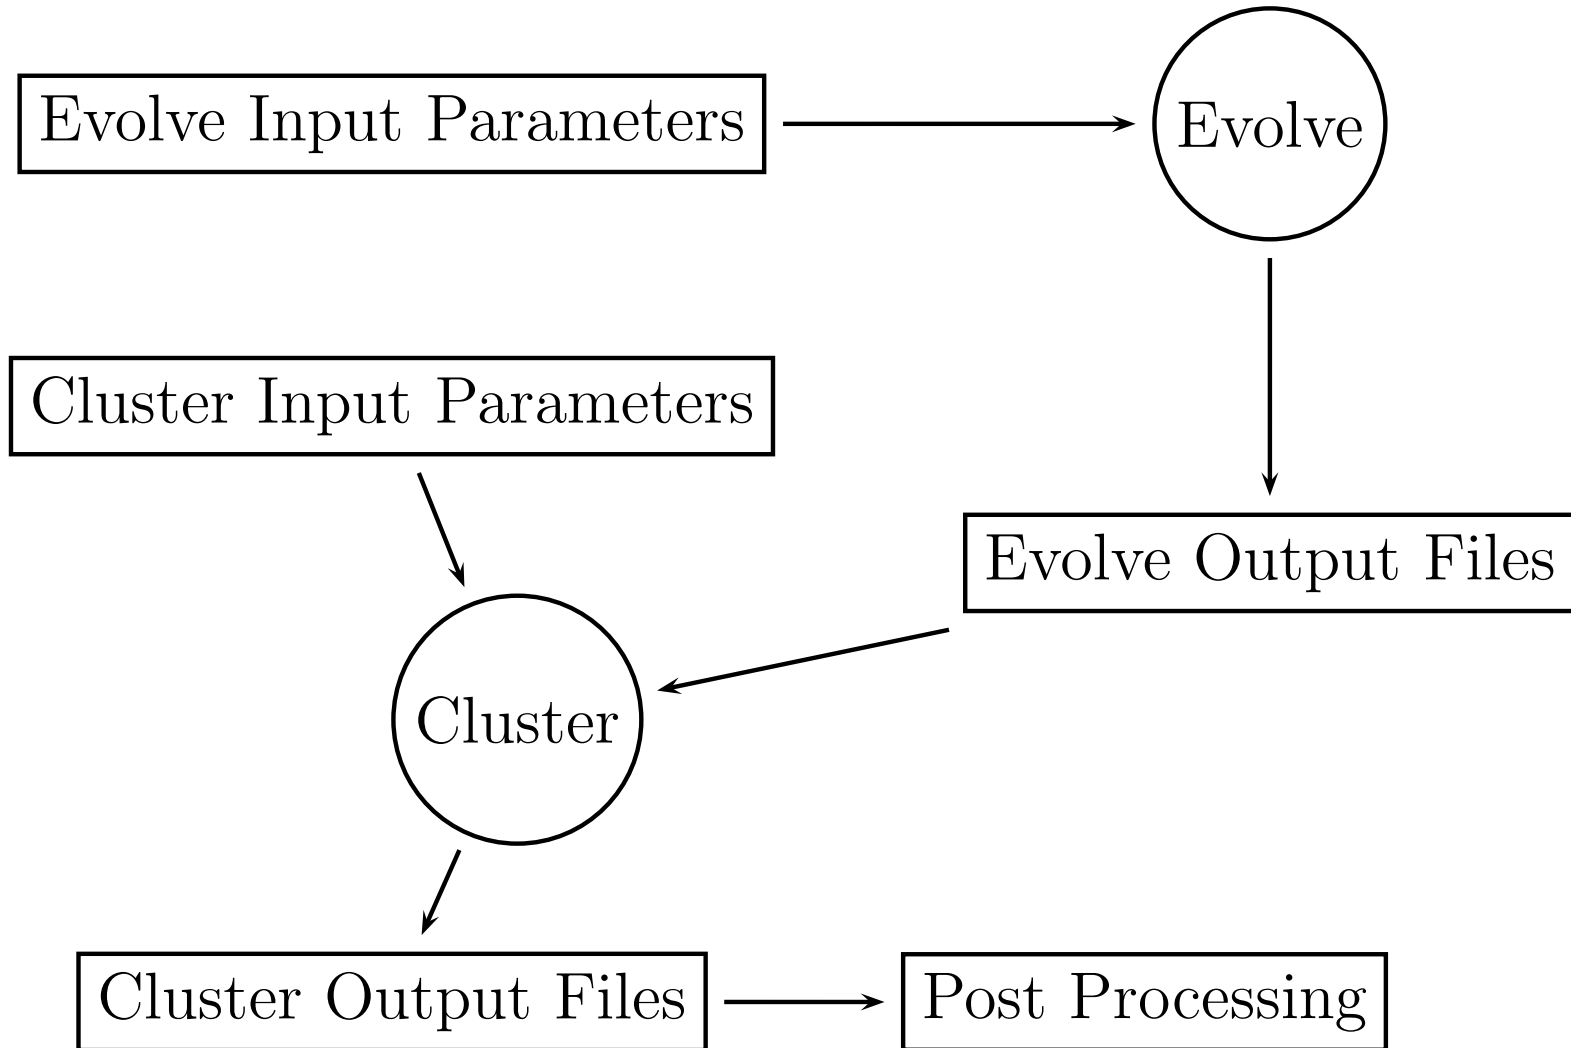 Evolve Input Parameters
Evolve
Cluster Input Parameters
Evolve Output Files
Cluster
Cluster Output Files
Post Processing